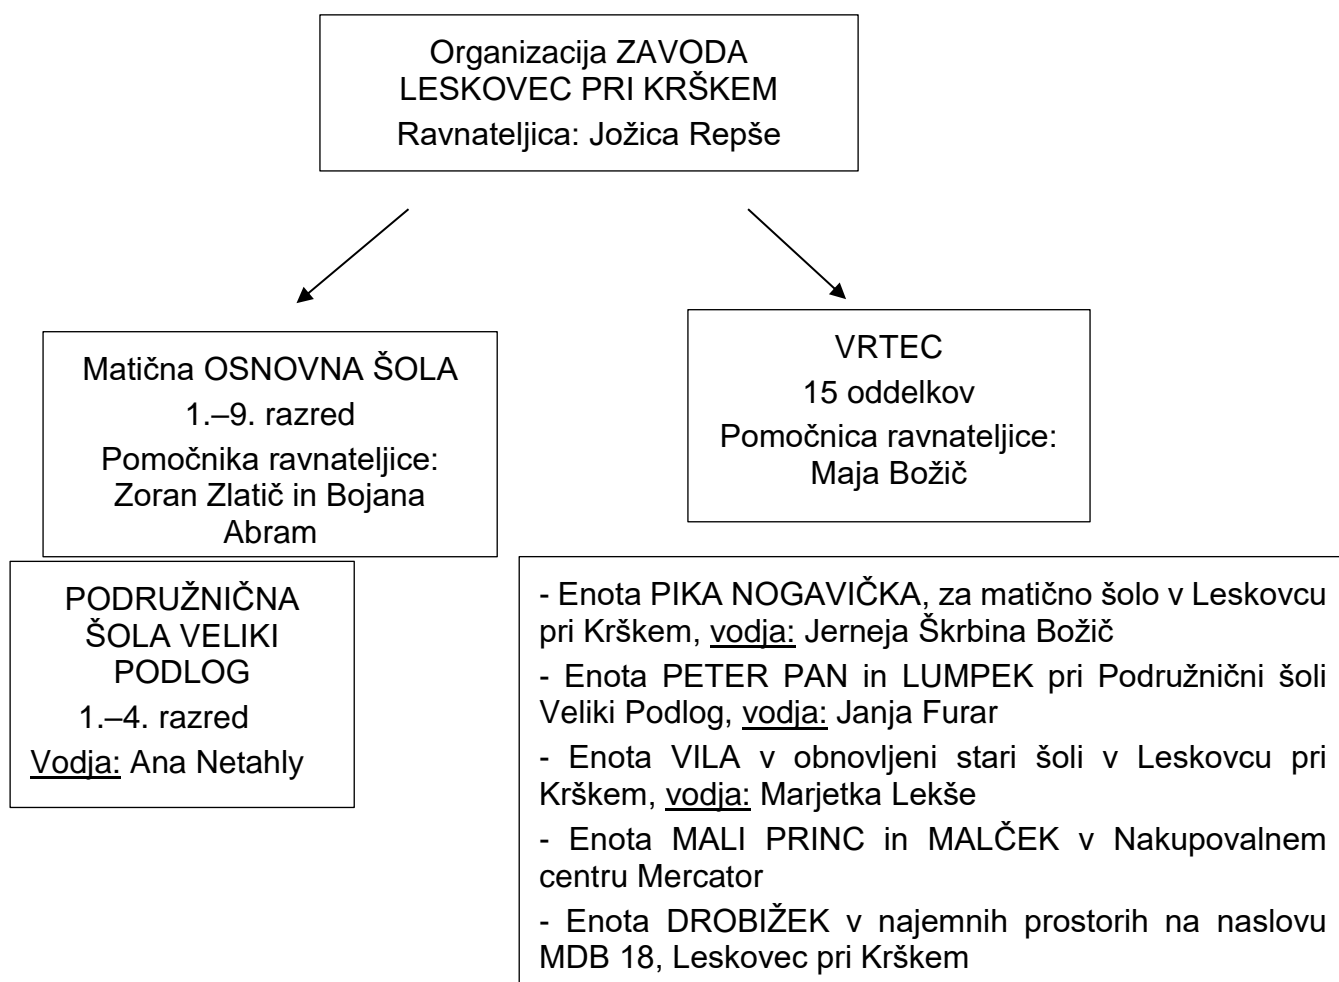 Organizacija ZAVODA
LESKOVEC PRI KRŠKEM
Ravnateljica: Jožica Repše
Matična OSNOVNA ŠOLA
1.–9. razred
Pomočnika ravnateljice:
Zoran Zlatič in Bojana
Abram
VRTEC
15 oddelkov
Pomočnica ravnateljice:
Maja Božič
PODRUŽNIČNA
ŠOLA VELIKI
PODLOG
1.–4. razred
Vodja: Ana Netahly
- Enota PIKA NOGAVIČKA, za matično šolo v Leskovcu
pri Krškem, vodja: Jerneja Škrbina Božič
- Enota PETER PAN in LUMPEK pri Podružnični šoli
Veliki Podlog, vodja: Janja Furar
- Enota VILA v obnovljeni stari šoli v Leskovcu pri
Krškem, vodja: Marjetka Lekše
- Enota MALI PRINC in MALČEK v Nakupovalnem
centru Mercator
- Enota DROBIŽEK v najemnih prostorih na naslovu
MDB 18, Leskovec pri Krškem